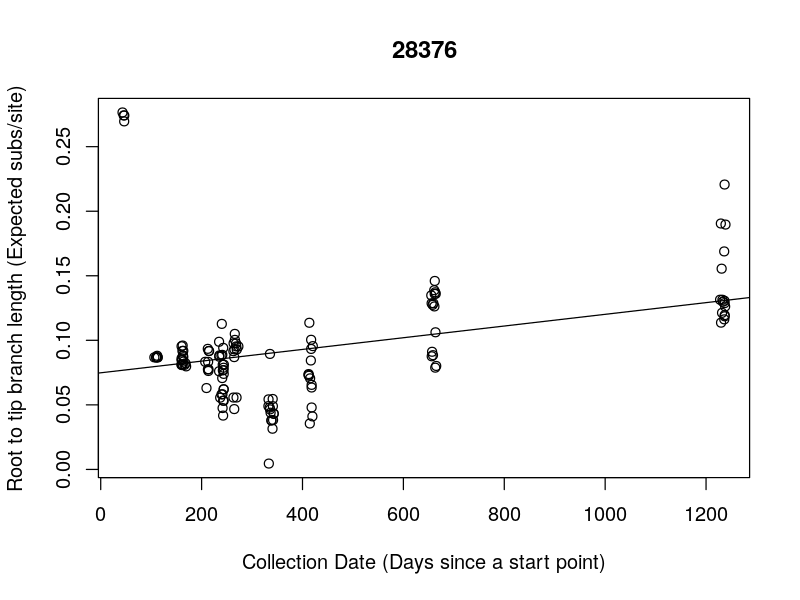 28376
Root to tip branch length (Expected subs/site)
0.25
0.20
0.15
0.10
0.05
0.00
0 200 400 600 800 1000 1200
Collection Date (Days since a start point)